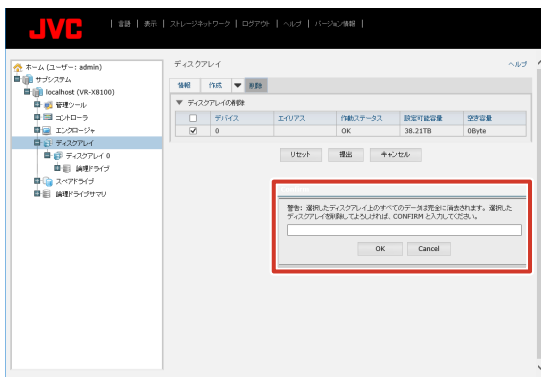 JVC
| 言語 | 表示 | ストレージネットワーク | ログアウト | ヘルプ | バージョン情報 |
ホーム (ユーザー: admin)
サブシステム
localhost (VR-X8100)
管理ツール
コントローラ
エンクロージャ
ディスクアレイ
ディスクアレイ 0
論理ドライブ
スペアドライブ
論理ドライブサマリ
ディスクアレイ ヘルプ
情報 作成 ▼ 削除
▼ ディスクアレイの削除
デバイス エイリアス 作動ステータス 設定可能容量 空き容量
0 OK 38.21TB 0Byte
リセット 提出 キャンセル
Confirm
警告: 選択したディスクアレイ上のすべてのデータは完全に消去されます。選択した
ディスクアレイを削除してよろしければ、CONFIRM と入力してください。
OK Cancel